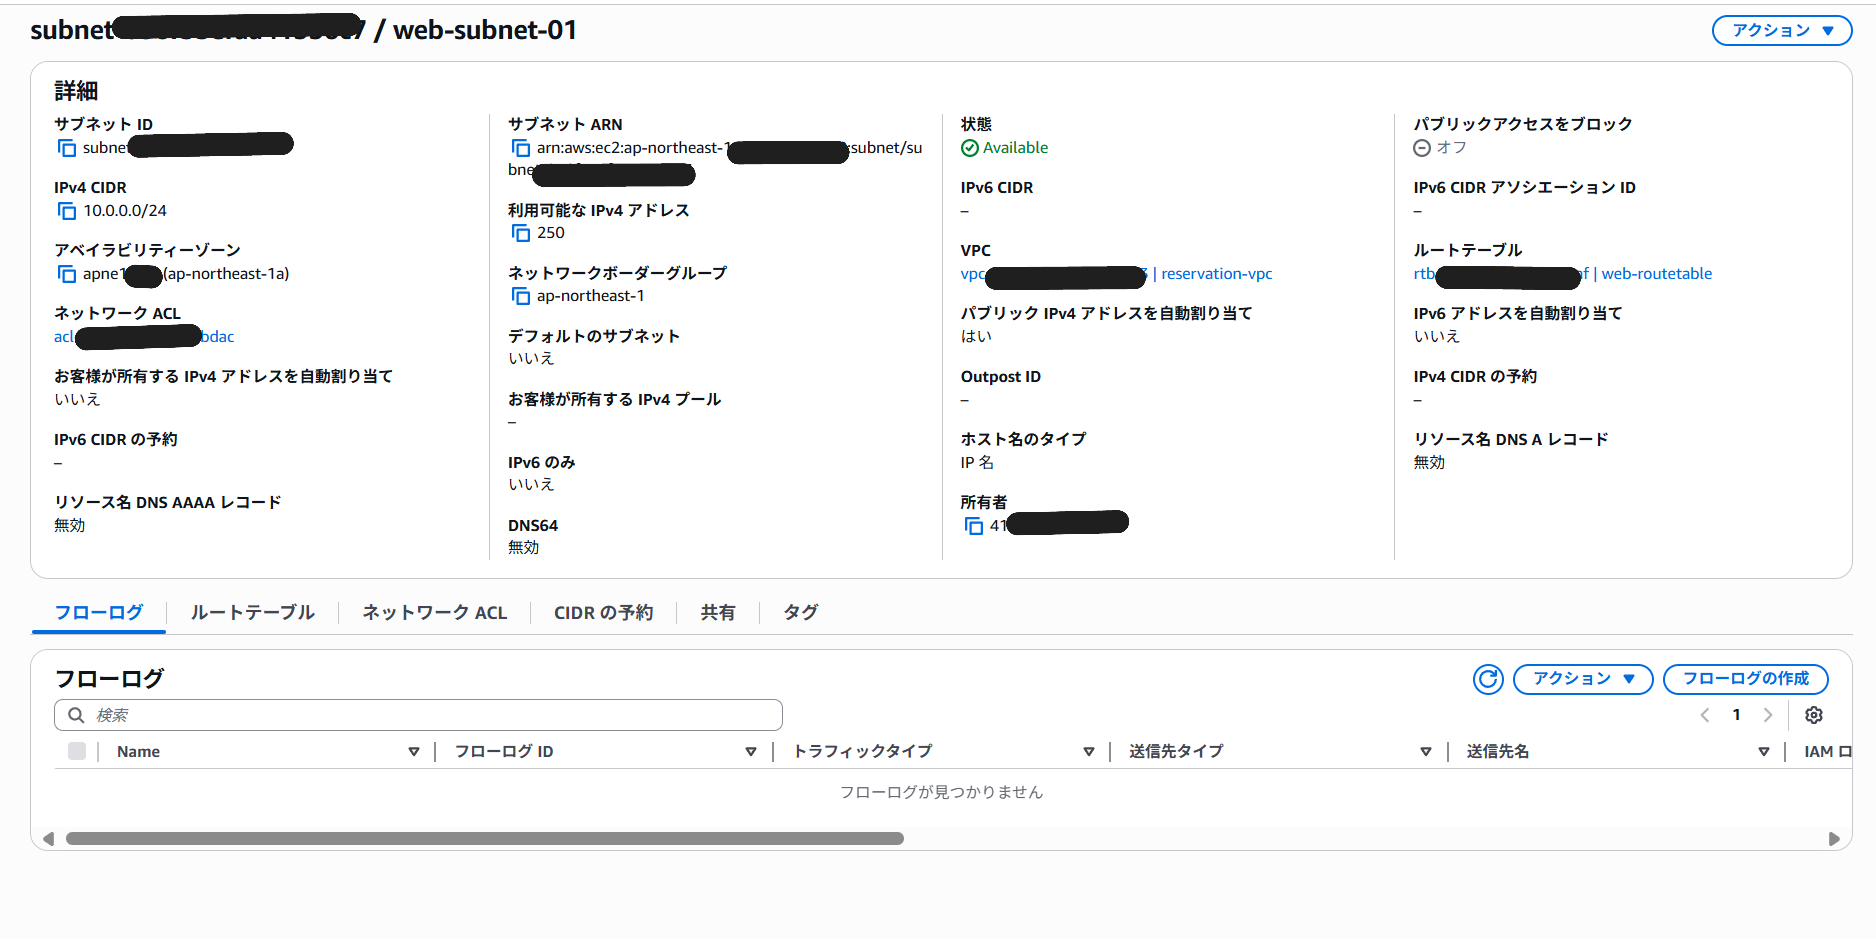 subnet 7 / web-subnet-01
アクション
詳細
サブネット ID
subne
IPv4 CIDR
10.0.0.0/24
アベイラビリティーゾーン
apne1 (ap-northeast-1a)
ネットワーク ACL
acl bdac
お客様が所有する IPv4 アドレスを自動割り当て
いいえ
IPv6 CIDR の予約
–
リソース名 DNS AAAA レコード
無効
サブネット ARN
arn:aws:ec2:ap-northeast-1 :subnet/su
bne
利用可能な IPv4 アドレス
250
ネットワークボーダーグループ
ap-northeast-1
デフォルトのサブネット
いいえ
お客様が所有する IPv4 プール
–
IPv6 のみ
いいえ
DNS64
無効
状態
Available
IPv6 CIDR
–
VPC
vpc | reservation-vpc
パブリック IPv4 アドレスを自動割り当て
はい
Outpost ID
–
ホスト名のタイプ
IP 名
所有者
41
パブリックアクセスをブロック
オフ
IPv6 CIDR アソシエーション ID
–
ルートテーブル
rtb f | web-routetable
IPv6 アドレスを自動割り当て
いいえ
IPv4 CIDR の予約
–
リソース名 DNS A レコード
無効
フローログ ルートテーブル ネットワーク ACL CIDR の予約 共有 タグ
フローログ
アクション フローログの作成
検索
1
Name フローログ ID トラフィックタイプ 送信先タイプ 送信先名 IAM ロ
フローログが見つかりません